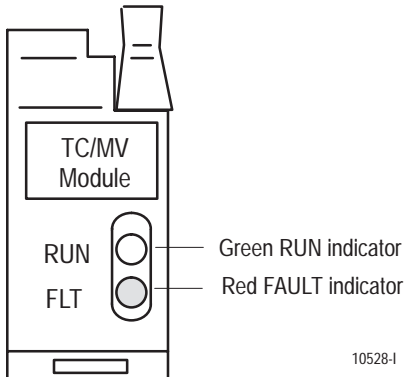 TC/MV
Module
RUN
Green RUN indicator
FLT
Red FAULT indicator
10528-I